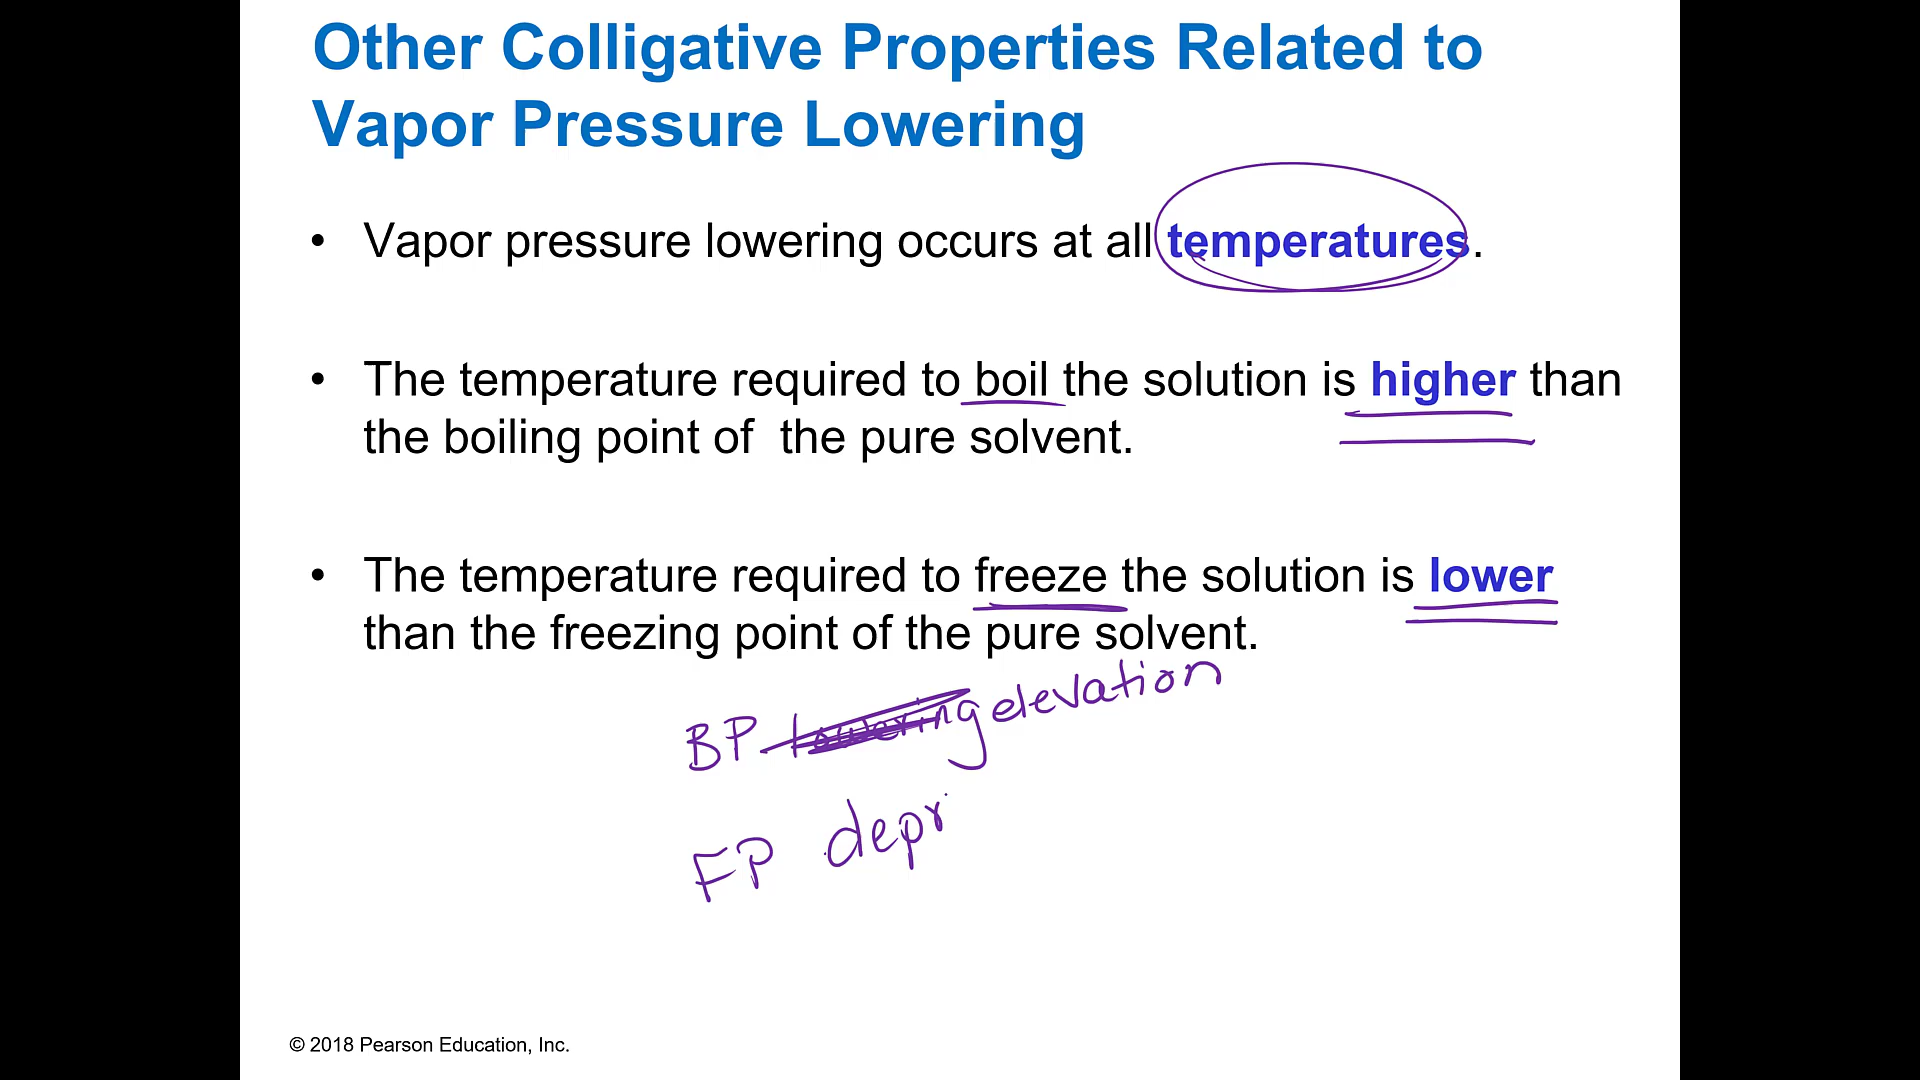 Other Colligative Properties Related to
Vapor Pressure Lowering
• Vapor pressure lowering occurs at all temperatures.
• The temperature required to boil the solution is higher than
the boiling point of the pure solvent.
• The temperature required to freeze the solution is lower
than the freezing point of the pure solvent.
BP lowering elevation
FP depr
© 2018 Pearson Education, Inc.